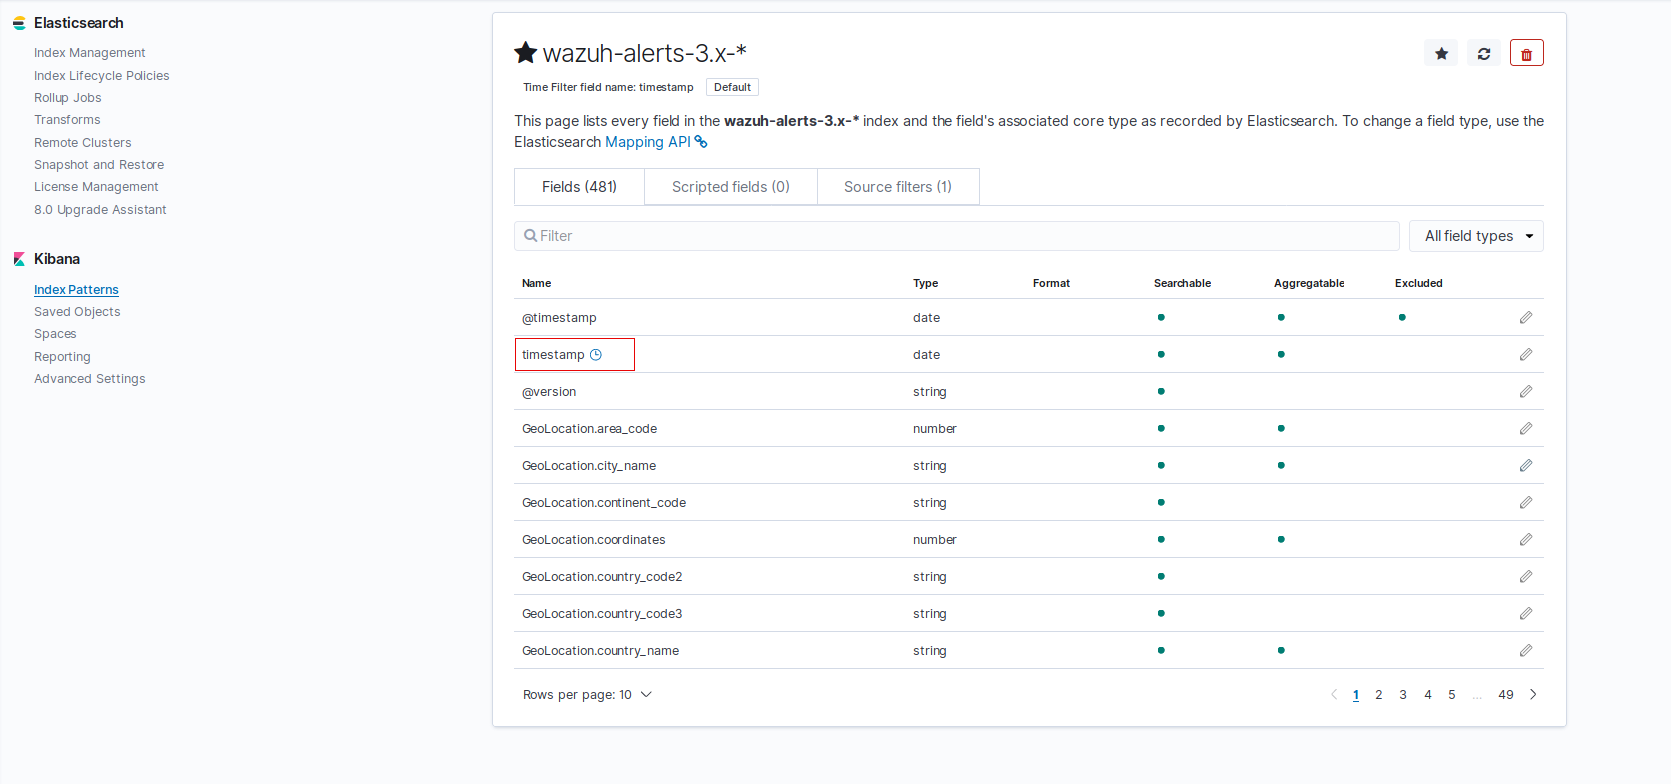 Elasticsearch
Index Management
Index Lifecycle Policies
Rollup Jobs
Transforms
Remote Clusters
Snapshot and Restore
License Management
8.0 Upgrade Assistant
Kibana
Index Patterns
Saved Objects
Spaces
Reporting
Advanced Settings
wazuh-alerts-3.x-*
Time Filter field name: timestamp Default
This page lists every field in the wazuh-alerts-3.x-* index and the field's associated core type as recorded by Elasticsearch. To change a field type, use the
Elasticsearch Mapping API
Fields (481) Scripted fields (0) Source filters (1)
Filter All field types
Name Type Format Searchable Aggregatable Excluded
@timestamp date
timestamp date
@version string
GeoLocation.area_code number
GeoLocation.city_name string
GeoLocation.continent_code string
GeoLocation.coordinates number
GeoLocation.country_code2 string
GeoLocation.country_code3 string
GeoLocation.country_name string
Rows per page: 10 1 2 3 4 5 ... 49